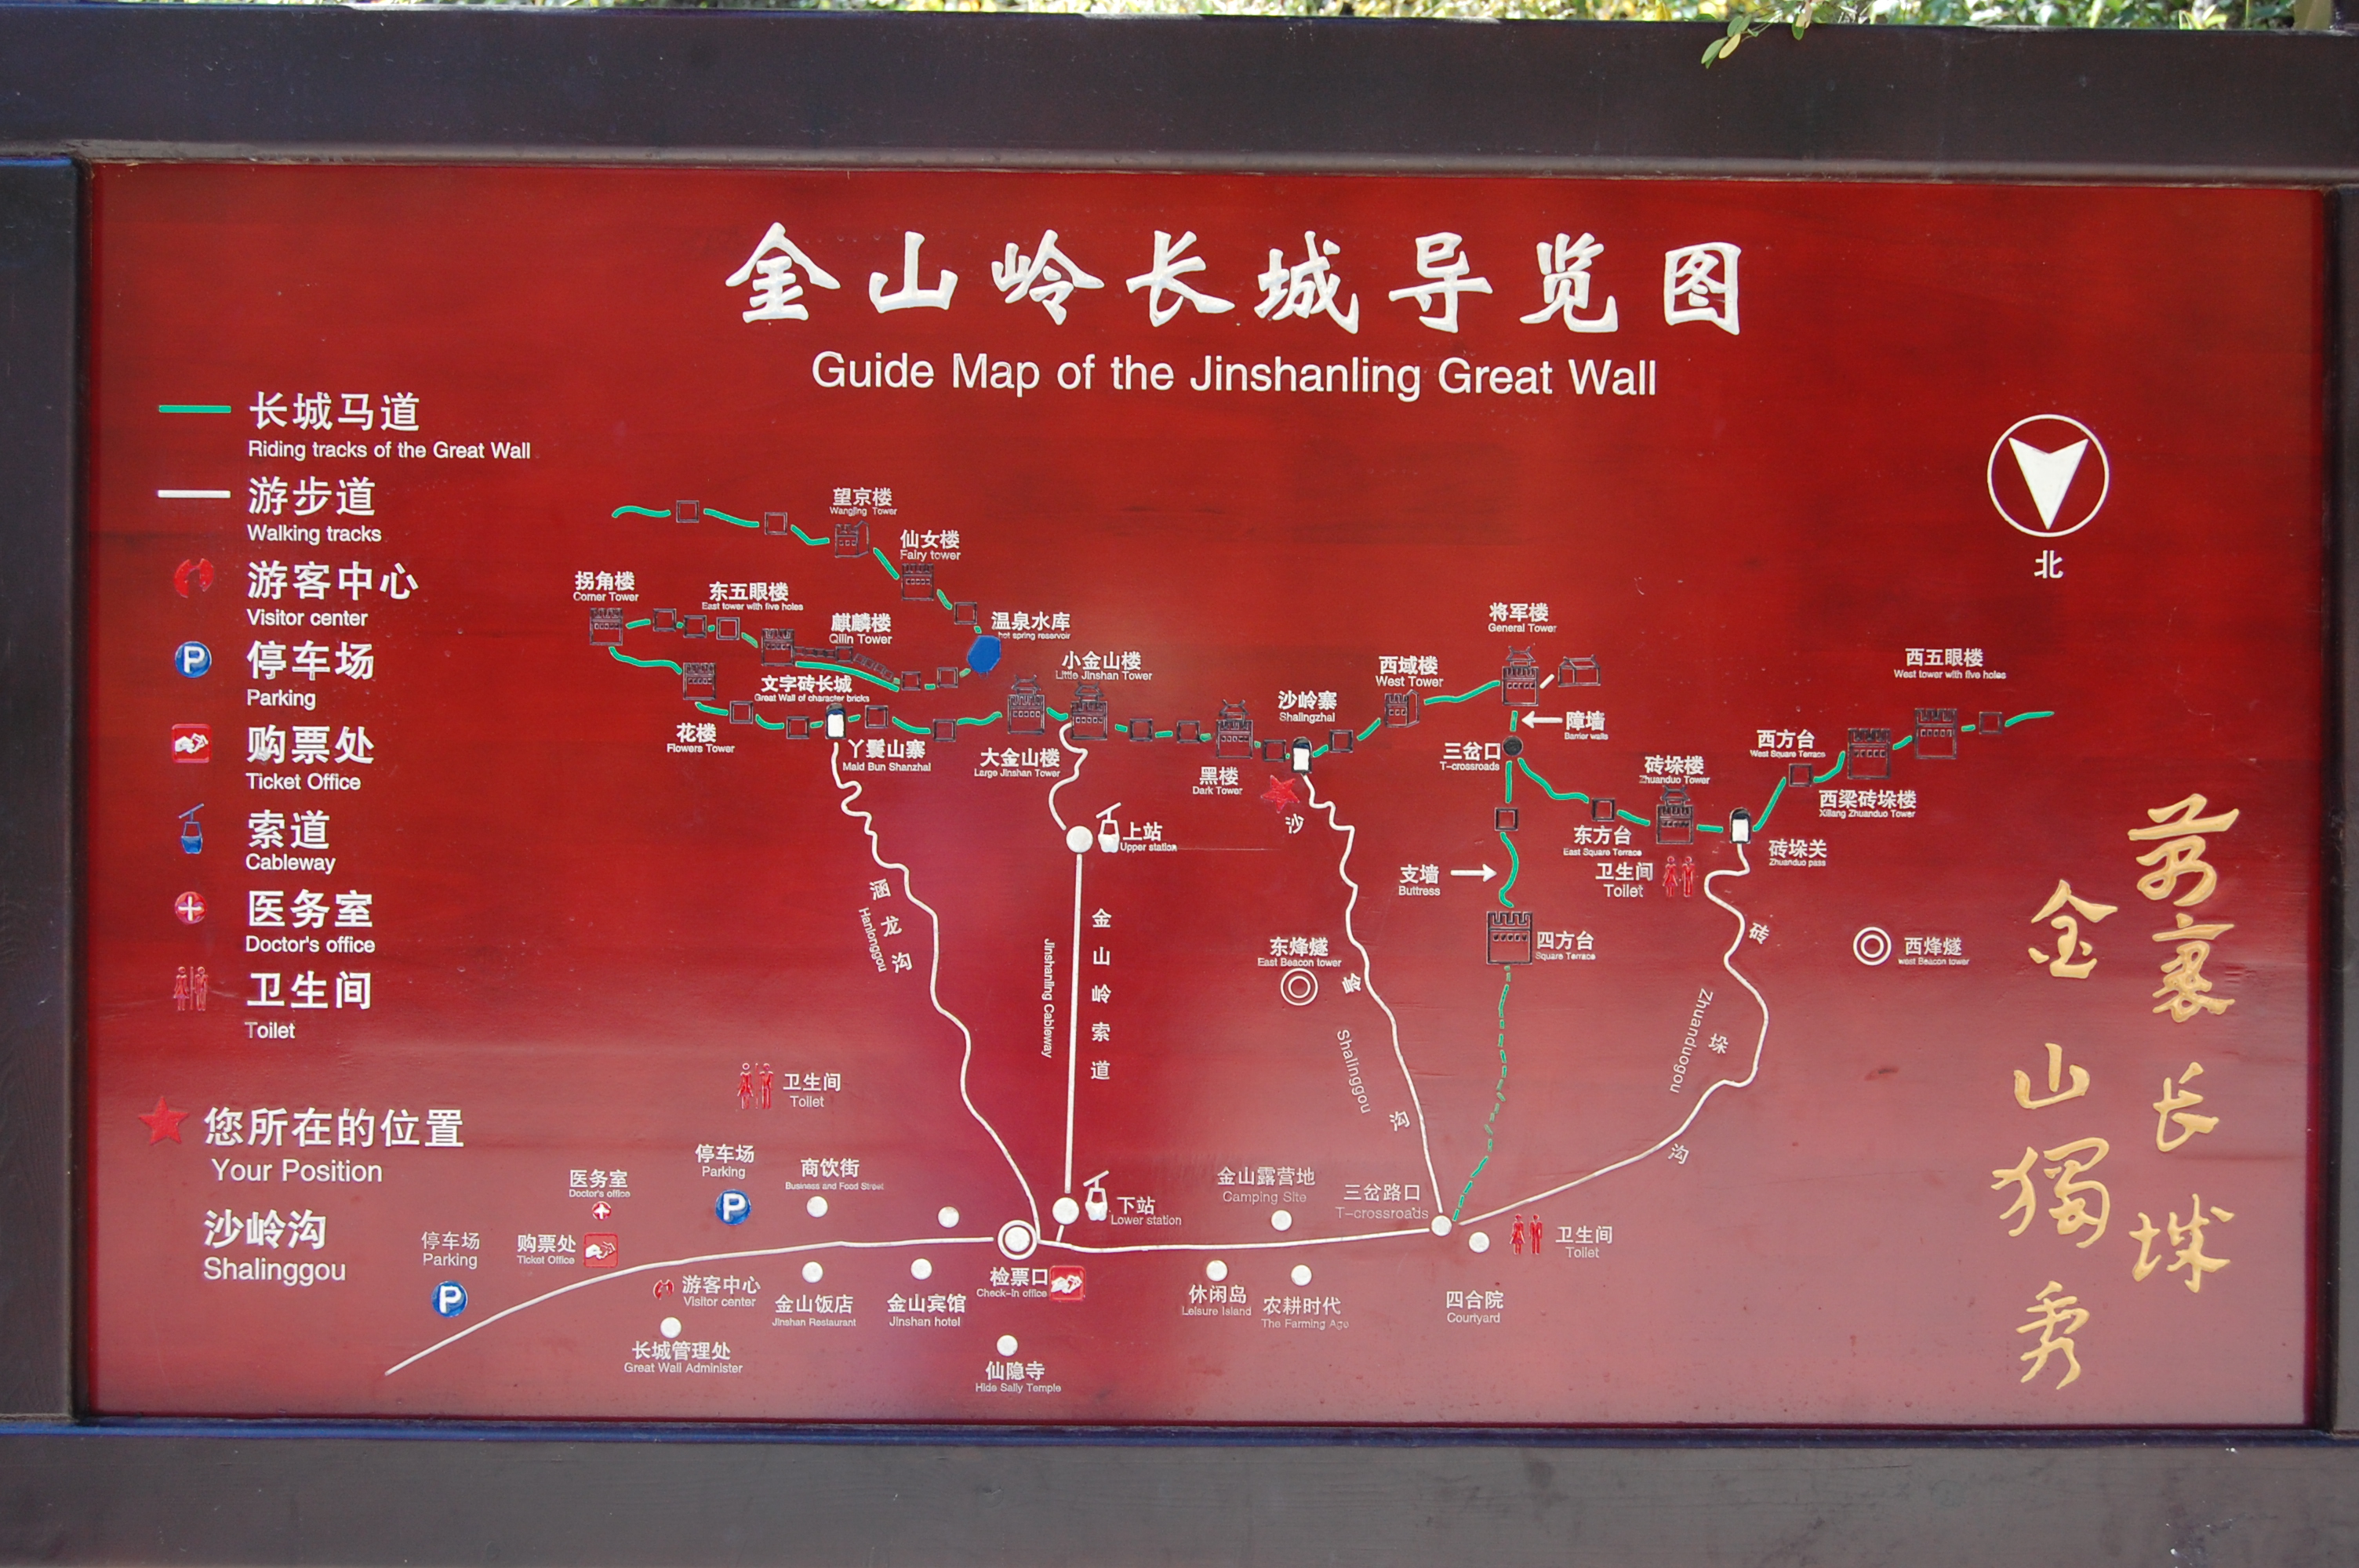 金山岭长城导览图
Guide Map of the Jinshanling Great Wall
长城马道
Riding tracks of the Great Wall
游步道
Walking tracks
游客中心
Visitor center
P
停车场
Parking
购票处
Ticket Office
索道
Cableway
医务室
Doctor's office
卫生间
Toilet
您所在的位置
Your Position
沙岭沟
Shalinggou
北
望京楼
Wangjing Tower
仙女楼
Fairy tower
拐角楼
Corner Tower
东五眼楼
East tower with five holes
麒麟楼
Qilin Tower
温泉水库
hot spring reservoir
文字砖长城
Great Wall of character bricks
花楼
Flowers Tower
丫髻山寨
Maid Bun Shanzhai
大金山楼
Large Jinshan Tower
小金山楼
Little Jinshan Tower
黑楼
Dark Tower
沙岭寨
Shalingzhai
西域楼
West Tower
将军楼
General Tower
障墙
Barrier walls
三岔口
T-crossroads
支墙
Buttress
四方台
Square Terrace
东方台
East Square Terrace
砖垛楼
Zhuanduo Tower
卫生间
Toilet
砖垛关
Zhuanduo pass
西方台
West Square Terrace
西梁砖垛楼
Xiliang Zhuanduo Tower
西五眼楼
West tower with five holes
上站
Upper station
涵龙沟
Hanlonggou
金山岭索道
Jinshanling Cableway
东烽燧
East Beacon tower
沙岭沟
Shalinggou
砖垛沟
Zhuanduogou
西烽燧
west Beacon tower
卫生间
Toilet
停车场
Parking
P
购票处
Ticket Office
医务室
Doctor's office
停车场
Parking
P
商饮街
Business and Food Street
游客中心
Visitor center
长城管理处
Great Wall Administer
金山饭店
Jinshan Restaurant
金山宾馆
Jinshan hotel
检票口
Check-in office
仙隐寺
Hide Sally Temple
下站
Lower station
金山露营地
Camping Site
三岔路口
T-crossroads
休闲岛
Leisure Island
农耕时代
The Farming Age
四合院
Courtyard
卫生间
Toilet
万里长城
金山獨秀